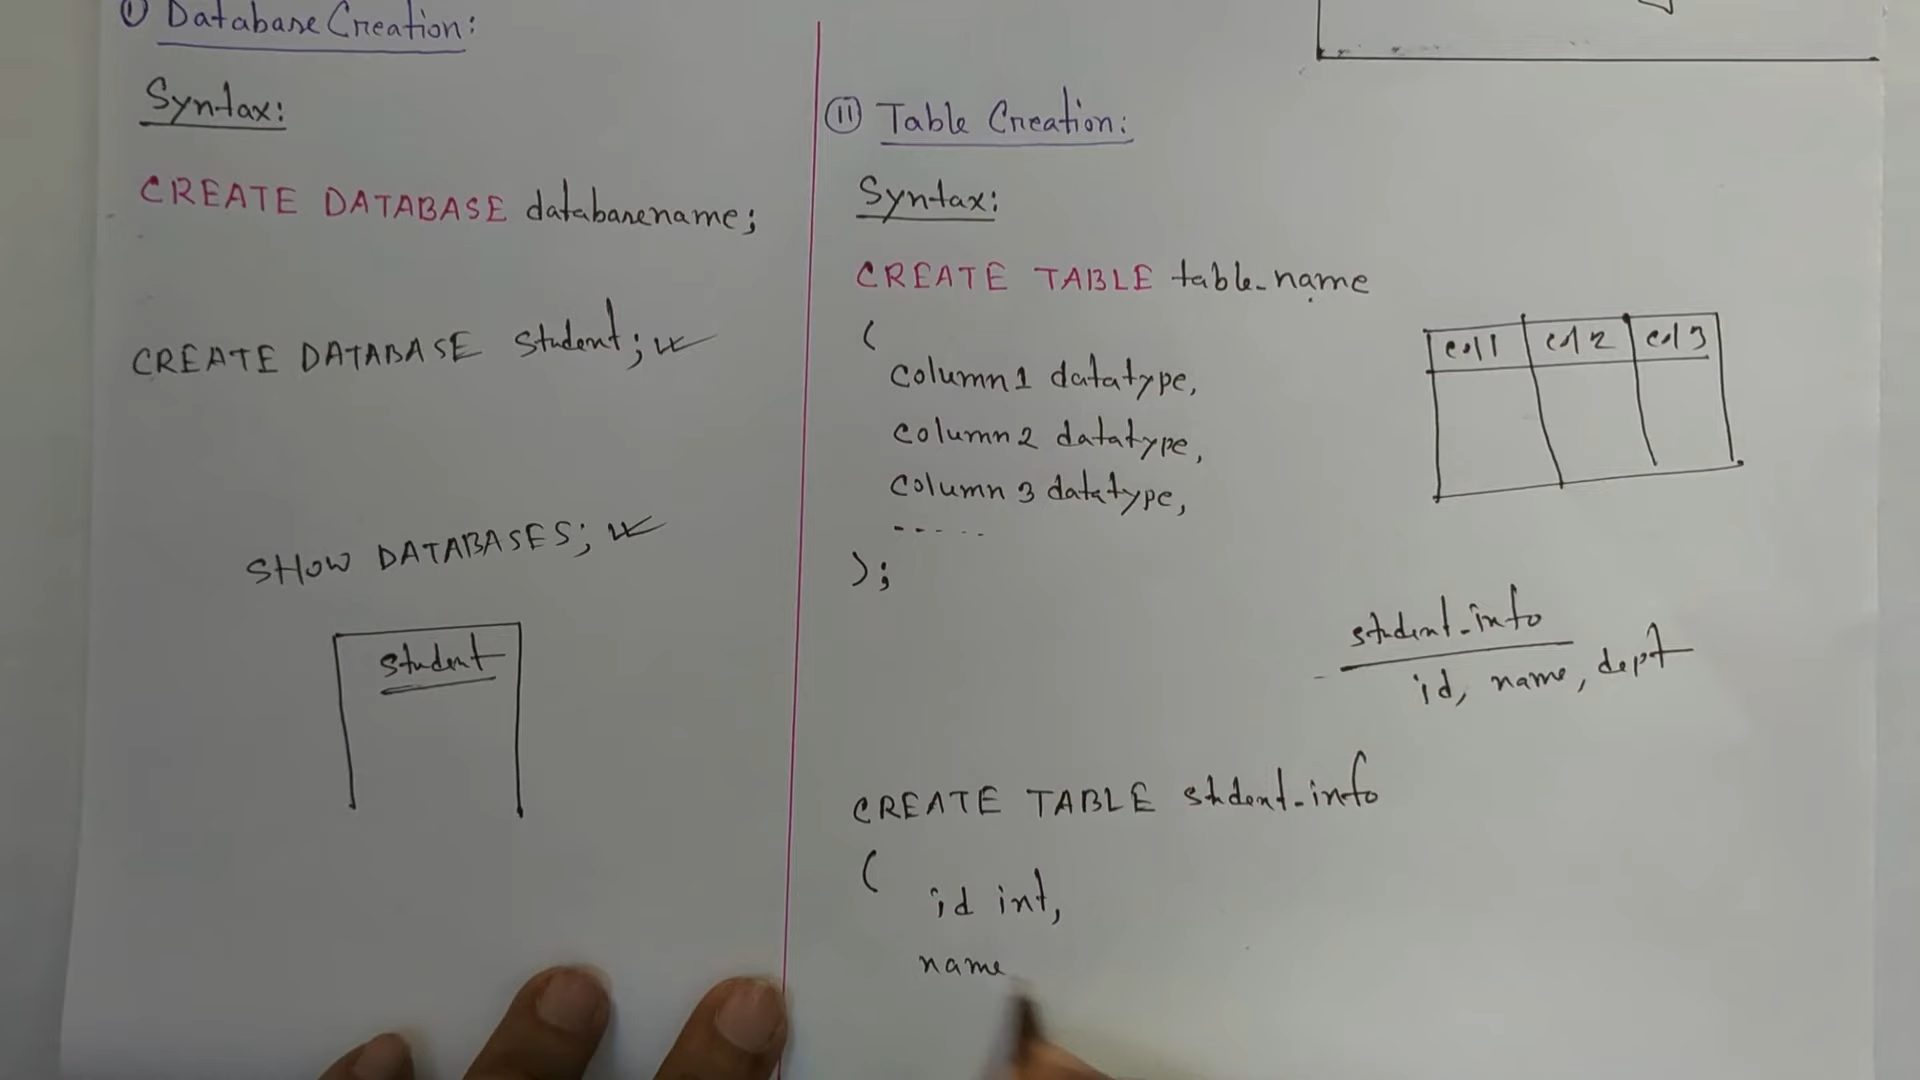 ① Database Creation:
Syntax:
CREATE DATABASE databasename;
CREATE DATABASE student;
SHOW DATABASES;
student
⑪ Table Creation:
Syntax:
CREATE TABLE table_name
(
column1 datatype,
column2 datatype,
column 3 datatype,
-----
);
col1 col2 col3
student_info
id, name, dept
CREATE TABLE student_info
(
id int,
name